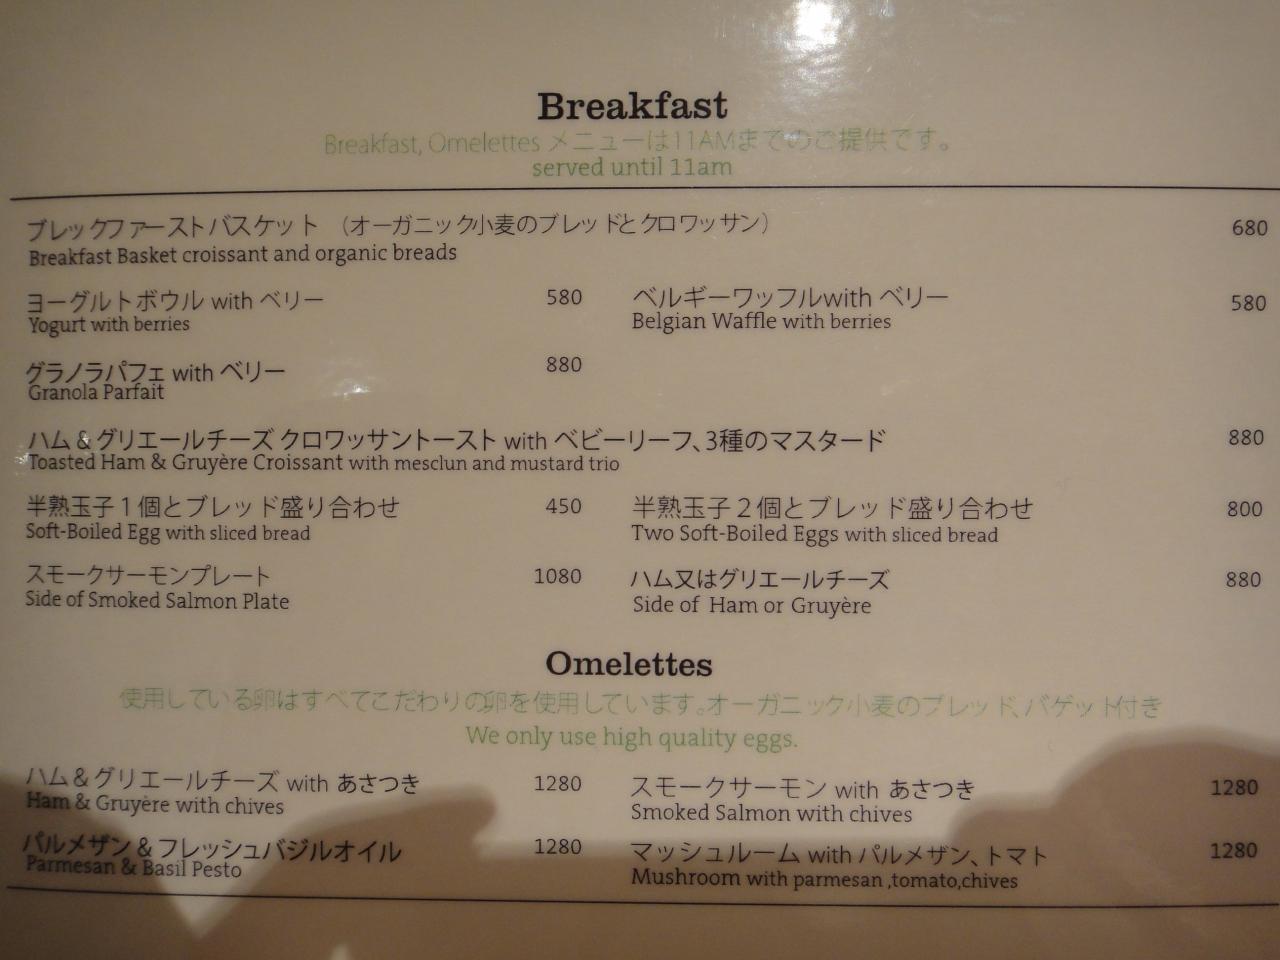 Breakfast
Breakfast, Omelettes メニューは11AMまでのご提供です。
served until 11am
ブレックファーストバスケット （オーガニック小麦のブレッドとクロワッサン） 680
Breakfast Basket croissant and organic breads
ヨーグルトボウル with ベリー 580
Yogurt with berries
ベルギーワッフルwith ベリー 580
Belgian Waffle with berries
グラノラパフェ with ベリー 880
Granola Parfait
ハム & グリエールチーズ クロワッサントースト with ベビーリーフ、3種のマスタード 880
Toasted Ham & Gruyère Croissant with mesclun and mustard trio
半熟玉子１個とブレッド盛り合わせ 450
Soft-Boiled Egg with sliced bread
半熟玉子２個とブレッド盛り合わせ 800
Two Soft-Boiled Eggs with sliced bread
スモークサーモンプレート 1080
Side of Smoked Salmon Plate
ハム又はグリエールチーズ 880
Side of Ham or Gruyère
Omelettes
使用している卵はすべてこだわりの卵を使用しています。オーガニック小麦のブレッド、バゲット付き
We only use high quality eggs.
ハム & グリエールチーズ with あさつき 1280
Ham & Gruyère with chives
スモークサーモン with あさつき 1280
Smoked Salmon with chives
パルメザン & フレッシュバジルオイル 1280
Parmesan & Basil Pesto
マッシュルーム with パルメザン、トマト 1280
Mushroom with parmesan ,tomato,chives